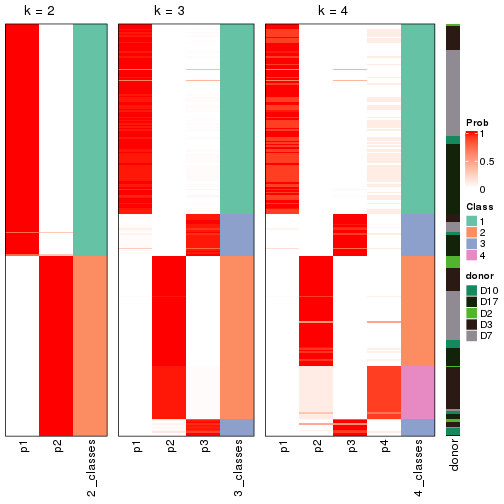 k = 2
k = 3
k = 4
Prob
1
0.5
0
Class
1
2
3
4
donor
D10
D17
D2
D3
D7
p1
p2
2_classes
p1
p2
p3
3_classes
p1
p2
p3
p4
4_classes
donor